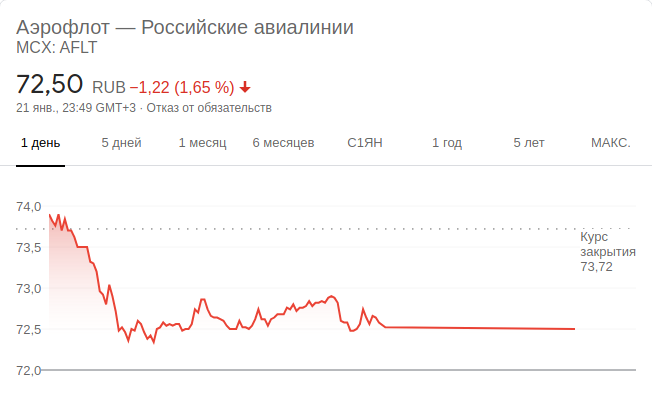 Аэрофлот — Российские авиалинии
MCX: AFLT
72,50 RUB −1,22 (1,65 %) ↓
21 янв., 23:49 GMT+3 · Отказ от обязательств
1 день 5 дней 1 месяц 6 месяцев С1ЯН 1 год 5 лет МАКС.
74,0
Курс
закрытия
73,72
73,5
73,0
72,5
72,0